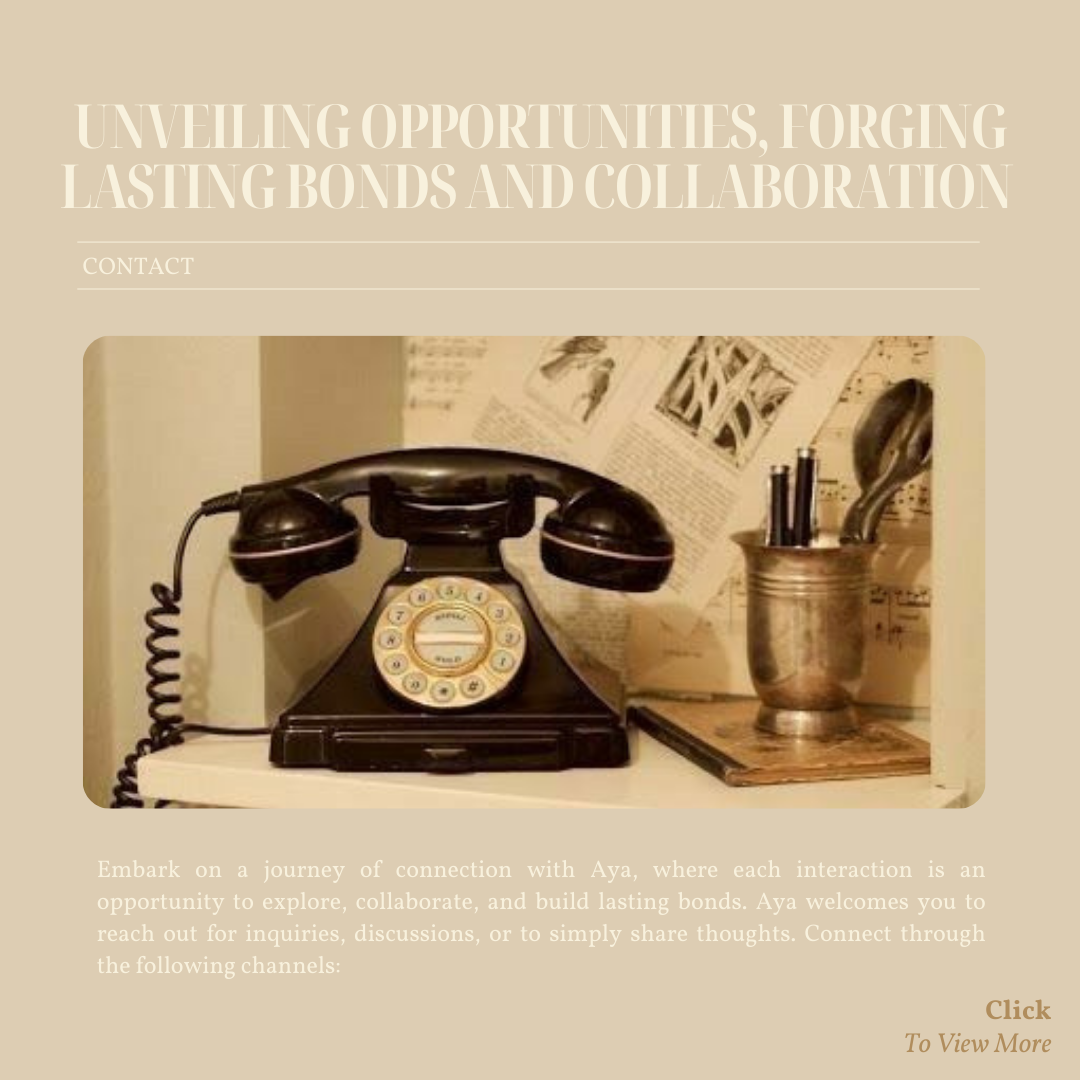 UNVEILING OPPORTUNITIES, FORGING
LASTING BONDS AND COLLABORATION
CONTACT
Embark on a journey of connection with Aya, where each interaction is an
opportunity to explore, collaborate, and build lasting bonds. Aya welcomes you to
reach out for inquiries, discussions, or to simply share thoughts. Connect through
the following channels:
Click
To View More